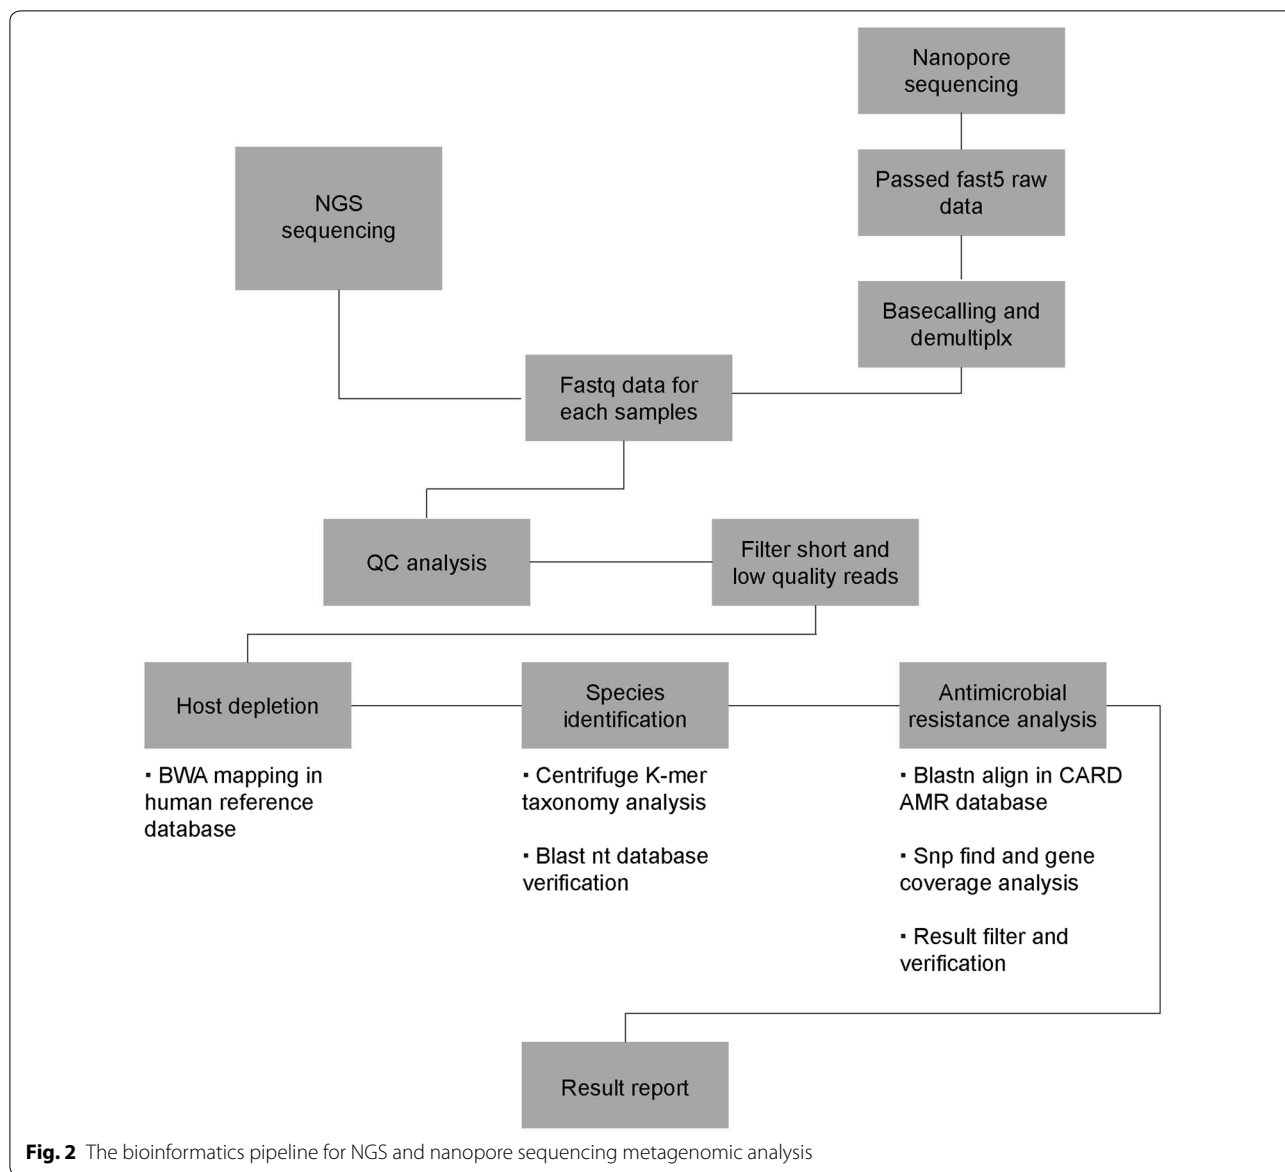 Nanopore
sequencing
NGS
sequencing
Passed fast5 raw
data
Basecalling and
demultiplx
Fastq data for
each samples
QC analysis
Filter short and
low quality reads
Host depletion
Species
identification
Antimicrobial
resistance analysis
▪ BWA mapping in
human reference
database
▪ Centrifuge K-mer
taxonomy analysis
▪ Blast nt database
verification
▪ Blastn align in CARD
AMR database
▪ Snp find and gene
coverage analysis
▪ Result filter and
verification
Result report
Fig. 2 The bioinformatics pipeline for NGS and nanopore sequencing metagenomic analysis